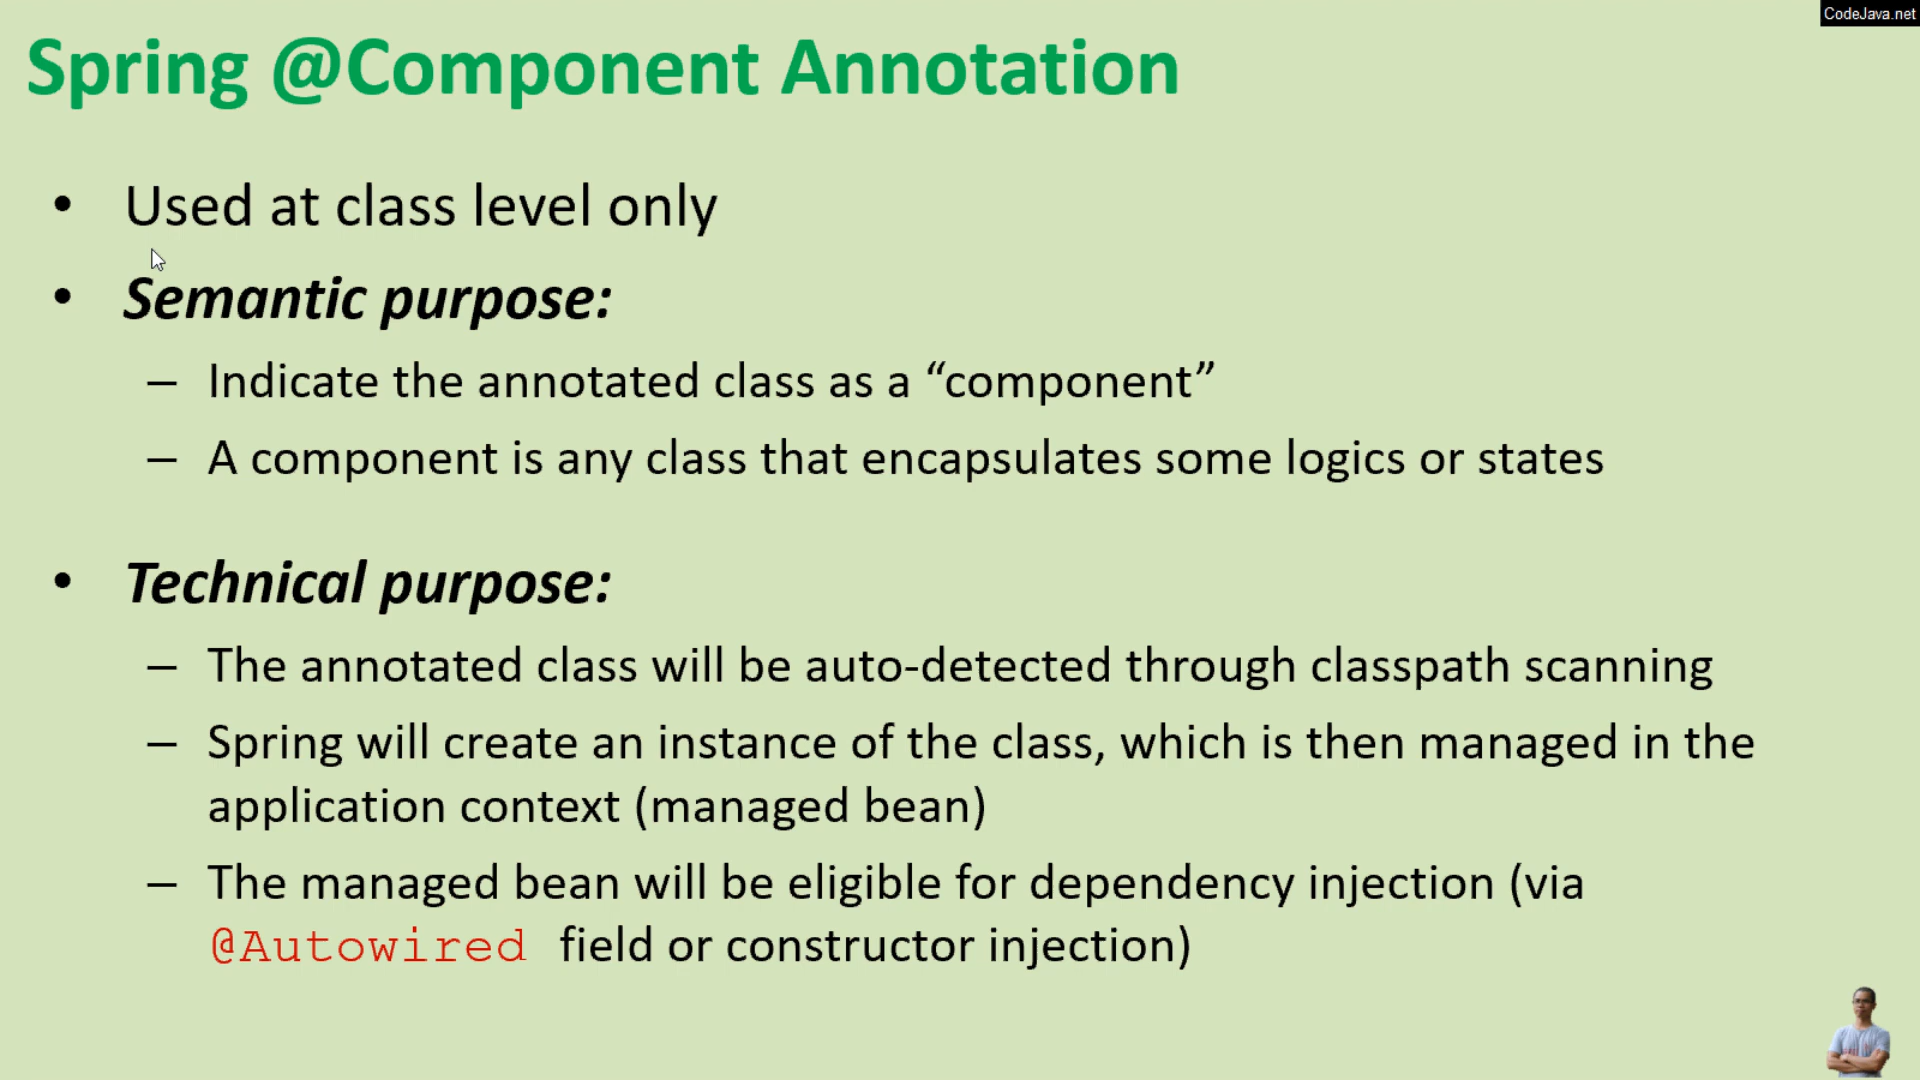 CodeJava.net
Spring @Component Annotation
• Used at class level only
• Semantic purpose:
– Indicate the annotated class as a “component”
– A component is any class that encapsulates some logics or states
• Technical purpose:
– The annotated class will be auto-detected through classpath scanning
– Spring will create an instance of the class, which is then managed in the
application context (managed bean)
– The managed bean will be eligible for dependency injection (via
@Autowired field or constructor injection)